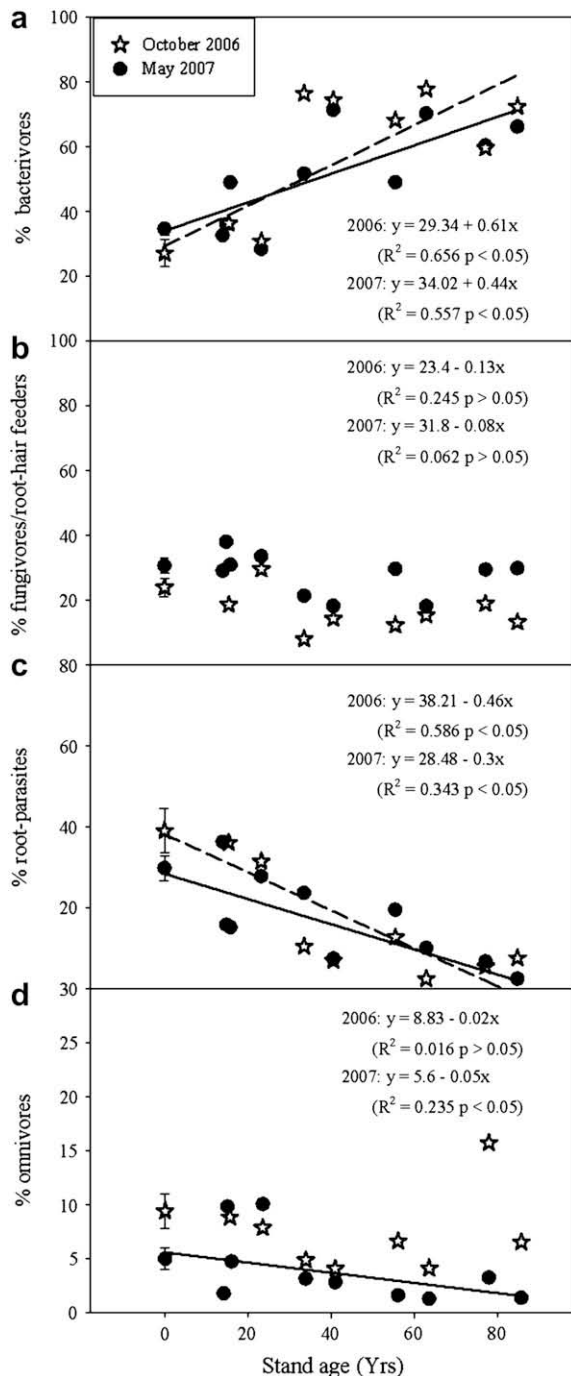 a
100
October 2006
May 2007
80
60
40
20
% bacterivores
2006: y = 29.34 + 0.61x
(R² = 0.656 p < 0.05)
2007: y = 34.02 + 0.44x
(R² = 0.557 p < 0.05)
b
100
80
60
40
20
% fungivores/root-hair feeders
2006: y = 23.4 - 0.13x
(R² = 0.245 p > 0.05)
2007: y = 31.8 - 0.08x
(R² = 0.062 p > 0.05)
c
80
60
40
20
% root-parasites
2006: y = 38.21 - 0.46x
(R² = 0.586 p < 0.05)
2007: y = 28.48 - 0.3x
(R² = 0.343 p < 0.05)
d
30
25
20
15
10
5
0
% omnivores
2006: y = 8.83 - 0.02x
(R² = 0.016 p > 0.05)
2007: y = 5.6 - 0.05x
(R² = 0.235 p < 0.05)
0 20 40 60 80
Stand age (Yrs)